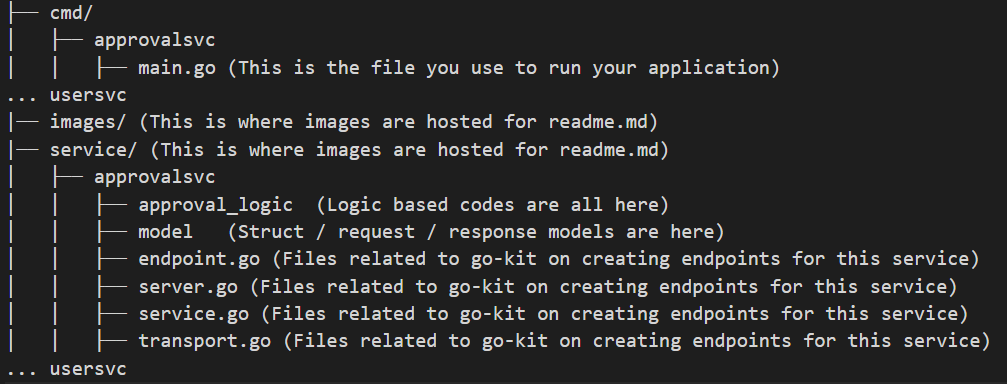 ├── cmd/
│   ├── approvalsvc
│   │   ├── main.go (This is the file you use to run your application)
... usersvc
|── images/ (This is where images are hosted for readme.md)
|── service/ (This is where images are hosted for readme.md)
│   ├── approvalsvc
│   │   ├── approval_logic  (Logic based codes are all here)
│   │   ├── model   (Struct / request / response models are here)
│   │   ├── endpoint.go (Files related to go-kit on creating endpoints for this service)
│   │   ├── server.go (Files related to go-kit on creating endpoints for this service)
│   │   ├── service.go (Files related to go-kit on creating endpoints for this service)
│   │   ├── transport.go (Files related to go-kit on creating endpoints for this service)
... usersvc